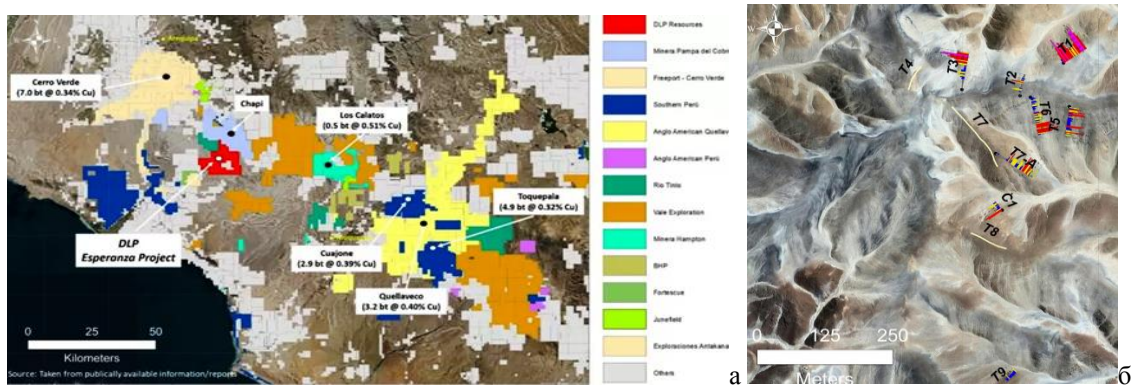 Arequipa
Cerro Verde
(7.0 bt @ 0.34% Cu)
Chapi
Los Calatos
(0.5 bt @ 0.51% Cu)
Toquepala
(4.9 bt @ 0.32% Cu)
DLP
Esperanza Project
Cuajone
(2.9 bt @ 0.39% Cu)
Quellaveco
(3.2 bt @ 0.40% Cu)
0 25 50
Kilometers
Source: Taken from publically available information/reports
DLP Resources
Minera Pampa del Cobr
Freeport - Cerro Verde
Southern Perú
Anglo American Quellav
Anglo American Perú
Rio Tinto
Vale Exploration
Minera Hampton
BHP
Fortescue
Junefield
Exploraciones Antakana
Others
а
T4
T3
T1
T2
T6
T5
T7
T7-A
C1
T8
0 125 250
Meters
T9
б